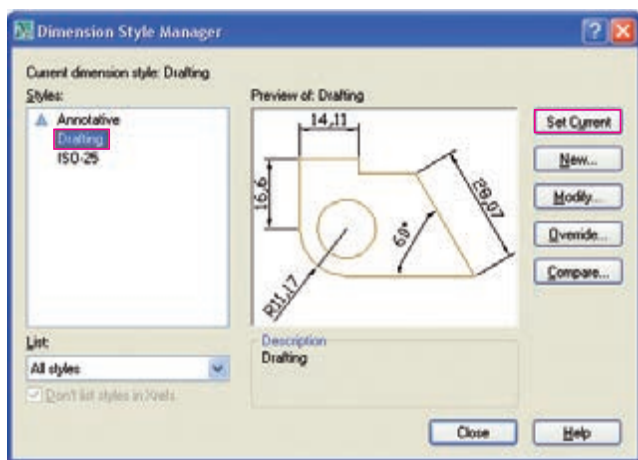 Dimension Style Manager
Current dimension style: Drafting
Styles:
Annotative
Drafting
ISO-25
Preview of: Drafting
14,11
16,6
28,07
60°
R11,17
Set Current
New...
Modify...
Override...
Compare...
List:
All styles
Don't list styles in Xrefs
Description
Drafting
Close
Help